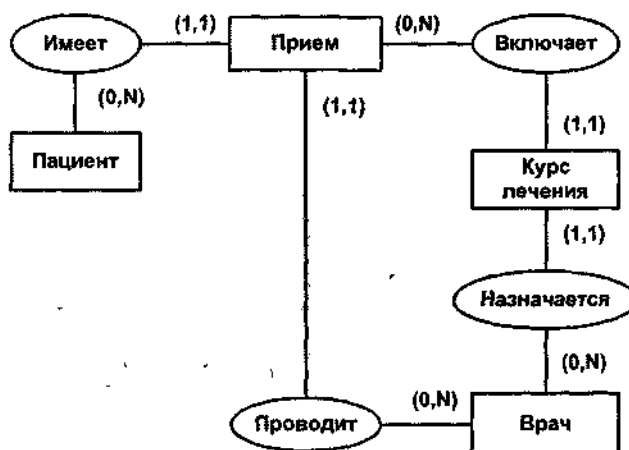 Имеет
(1,1)
Прием
(0,N)
Включает
(0,N)
(1,1)
(1,1)
Пациент
Курс
лечения
(1,1)
Назначается
(0,N)
(0,N)
Проводит
Врач